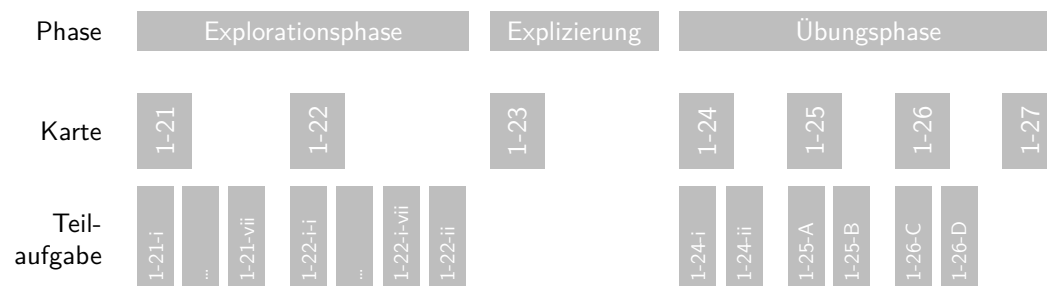 Phase Explorationsphase Explizierung Übungsphase
Karte 1-21 1-22 1-23 1-24 1-25 1-26 1-27
Teil-
aufgabe
1-21-i ... 1-21-vii 1-22-i-i ... 1-22-i-vii 1-22-ii 1-24-i 1-24-ii 1-25-A 1-25-B 1-26-C 1-26-D